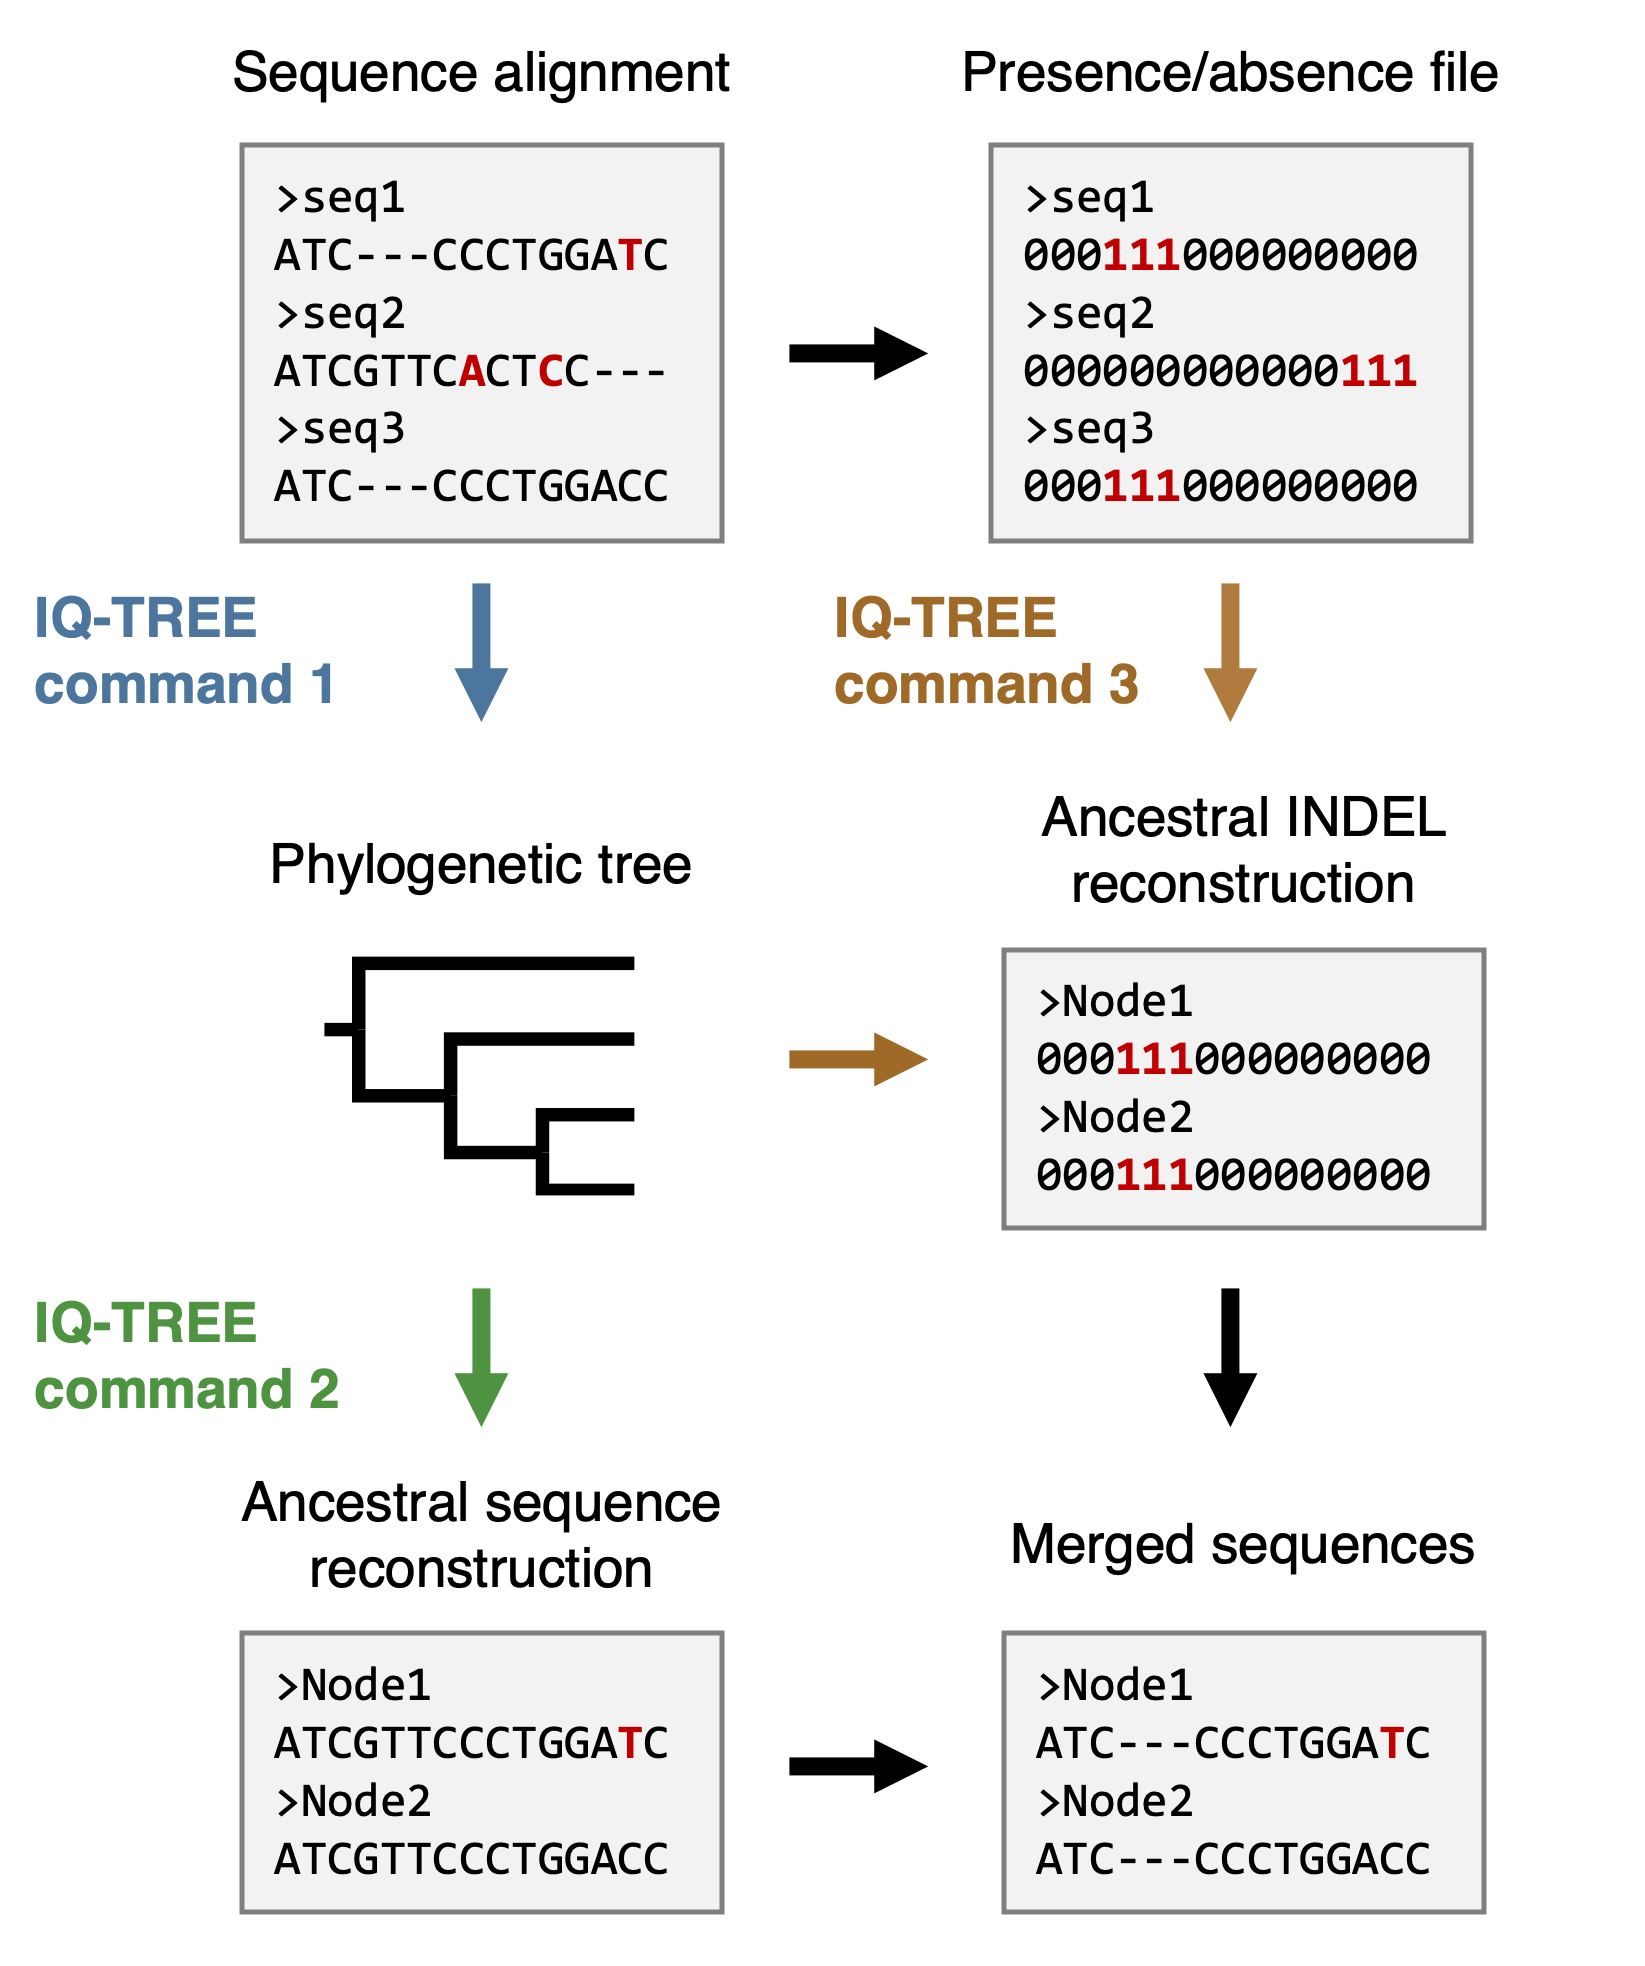 Sequence alignment
>seq1
ATC---CCCTGGATC
>seq2
ATCGTTCACTCC---
>seq3
ATC---CCCTGGACC
Presence/absence file
>seq1
000111000000000
>seq2
000000000000111
>seq3
000111000000000
IQ-TREE
command 1
IQ-TREE
command 3
Phylogenetic tree
Ancestral INDEL
reconstruction
>Node1
000111000000000
>Node2
000111000000000
IQ-TREE
command 2
Ancestral sequence
reconstruction
>Node1
ATCGTTCCCTGGATC
>Node2
ATCGTTCCCTGGACC
Merged sequences
>Node1
ATC---CCCTGGATC
>Node2
ATC---CCCTGGACC